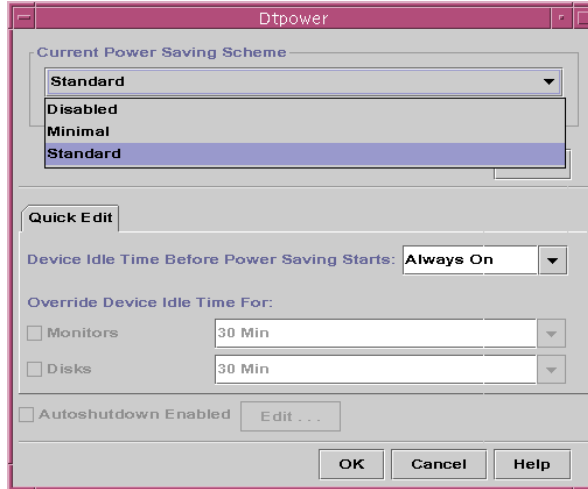 Dtpower
Current Power Saving Scheme
Standard
Disabled
Minimal
Standard
Quick Edit
Device Idle Time Before Power Saving Starts: Always On
Override Device Idle Time For:
Monitors 30 Min
Disks 30 Min
Autoshutdown Enabled Edit . . .
OK Cancel Help